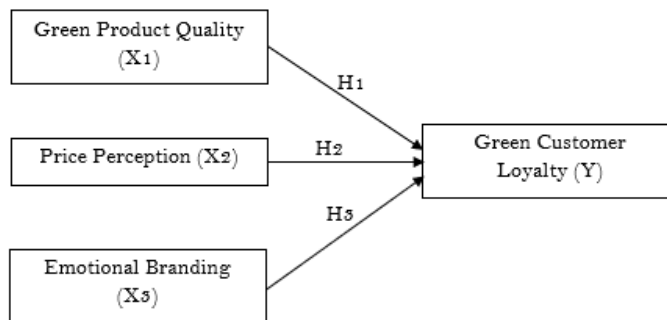 Green Product Quality
(X1)
H1
Price Perception (X2)
H2
Green Customer
Loyalty (Y)
H3
Emotional Branding
(X3)